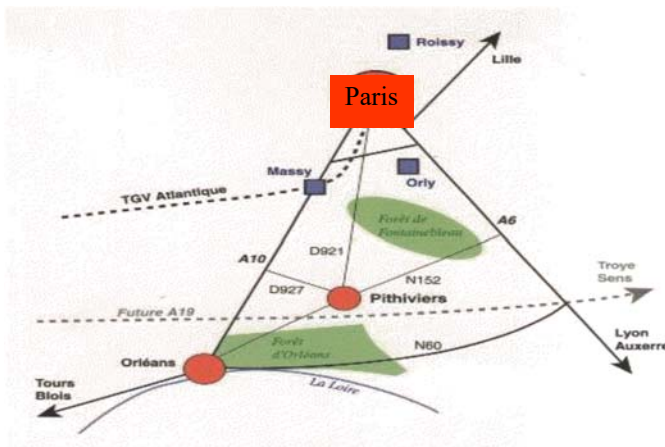 Roissy
Lille
Paris
Massy
Orly
TGV Atlantique
Forêt de
Fontainebleau
A6
D921
A10
N152
D927
Pithiviers
Troye
Sens
Future A19
Forêt
d'Orléans
N60
Orléans
Lyon
Auxerre
Tours
Blois
La Loire